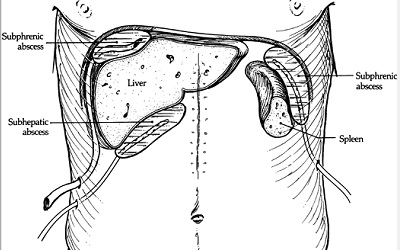 Subphrenic
abscess
Liver
Subphrenic
abscess
Subhepatic
abscess
Spleen